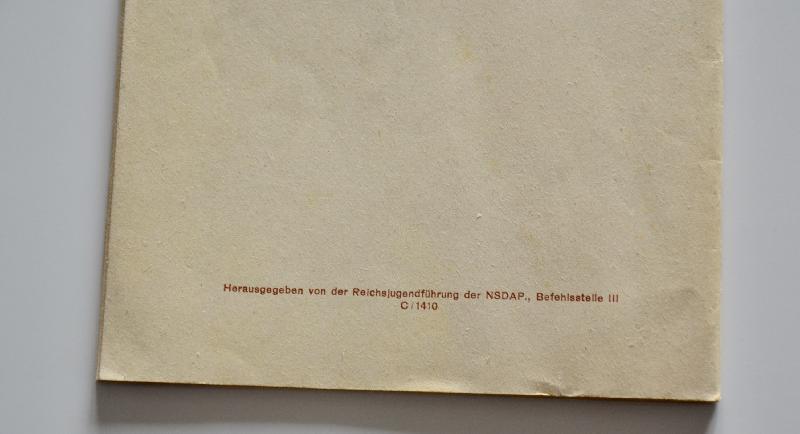 Herausgegeben von der Reichsjugendführung der NSDAP., Befehlsstelle III
C/1410